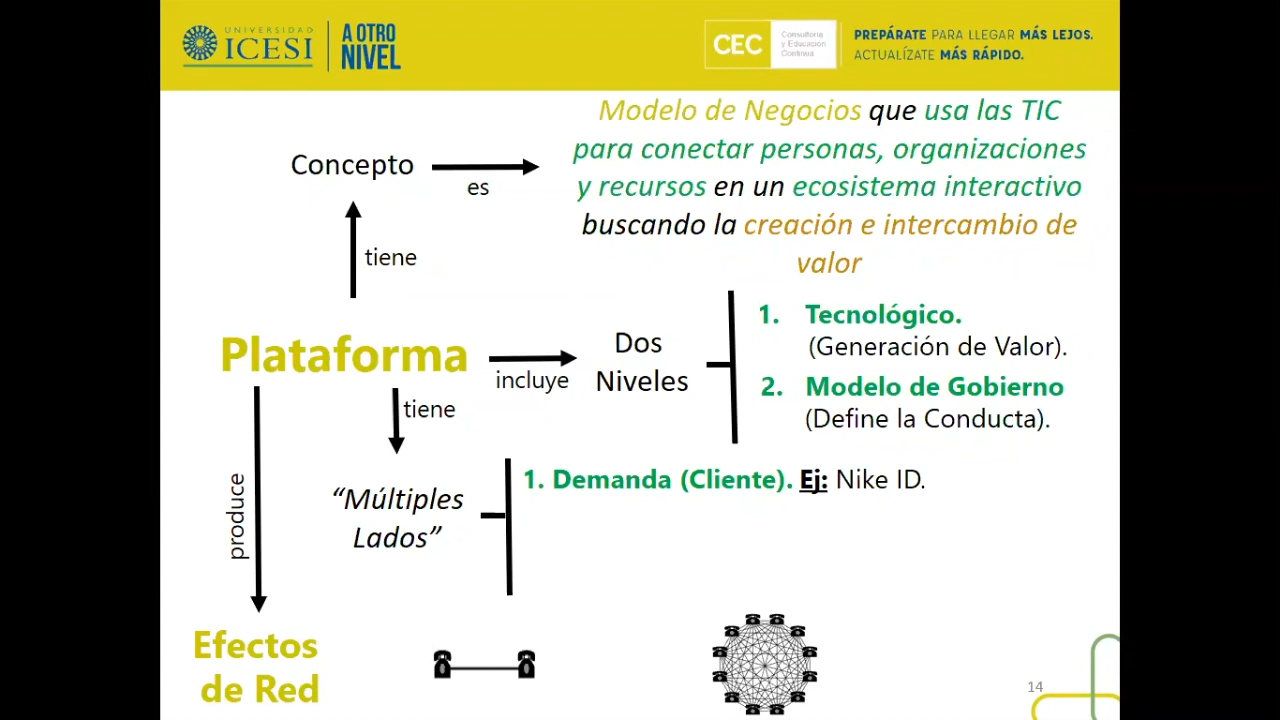 UNIVERSIDAD
ICESI
A OTRO
NIVEL
CEC
Consultoría
y Educación
Continua
PREPÁRATE PARA LLEGAR MÁS LEJOS.
ACTUALÍZATE MÁS RÁPIDO.
Modelo de Negocios que usa las TIC
para conectar personas, organizaciones
y recursos en un ecosistema interactivo
buscando la creación e intercambio de
valor
Concepto
es
tiene
Plataforma
incluye
Dos
Niveles
1. Tecnológico.
(Generación de Valor).
2. Modelo de Gobierno
(Define la Conducta).
tiene
“Múltiples
Lados”
1. Demanda (Cliente). Ej: Nike ID.
produce
Efectos
de Red
14